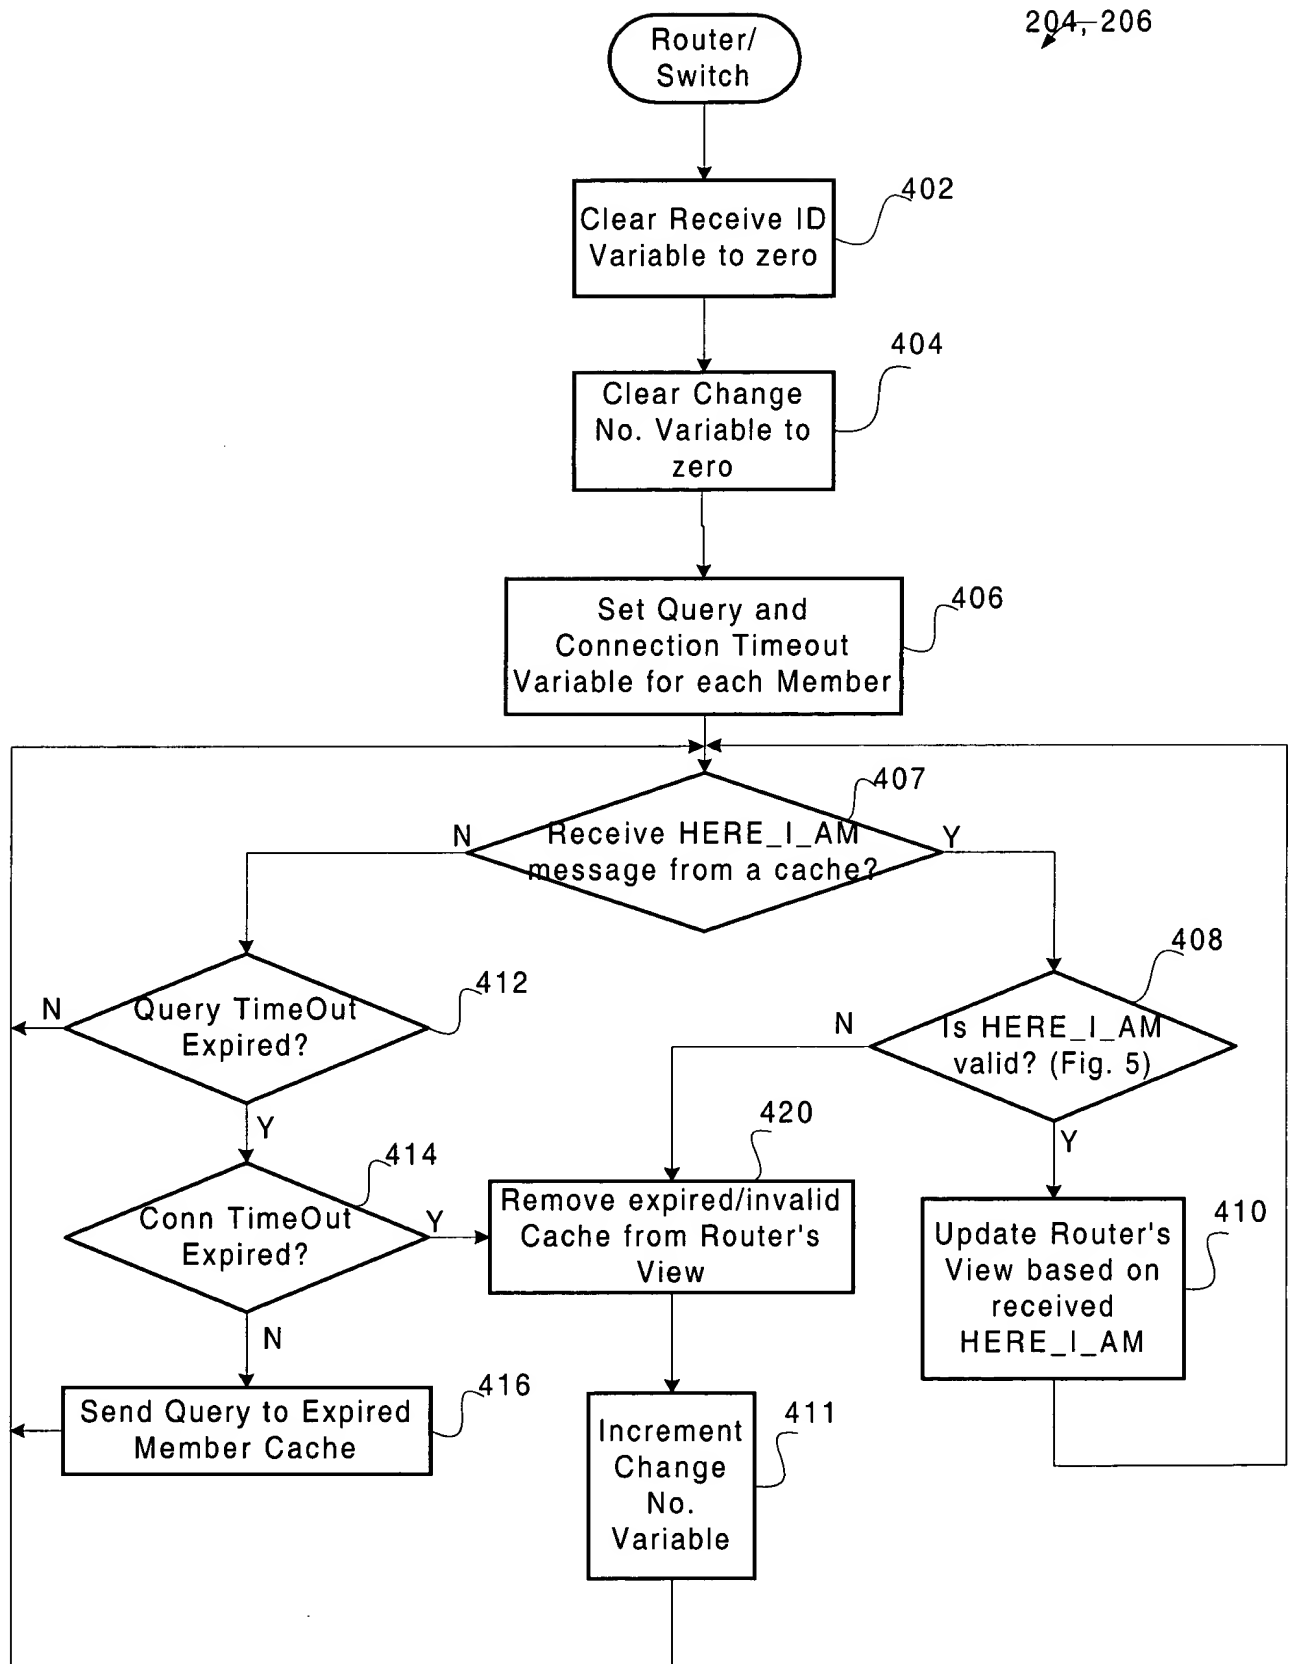 204, 206
Router/
Switch
402
Clear Receive ID
Variable to zero
404
Clear Change
No. Variable to
zero
406
Set Query and
Connection Timeout
Variable for each Member
407
N
Receive HERE_I_AM
message from a cache?
Y
408
412
N
Query TimeOut
Expired?
N
Is HERE_I_AM
valid? (Fig. 5)
Y
Y
414
420
Conn TimeOut
Expired?
Y
Remove expired/invalid
Cache from Router's
View
410
Update Router's
View based on
received
HERE_I_AM
N
416
Send Query to Expired
Member Cache
411
Increment
Change
No.
Variable